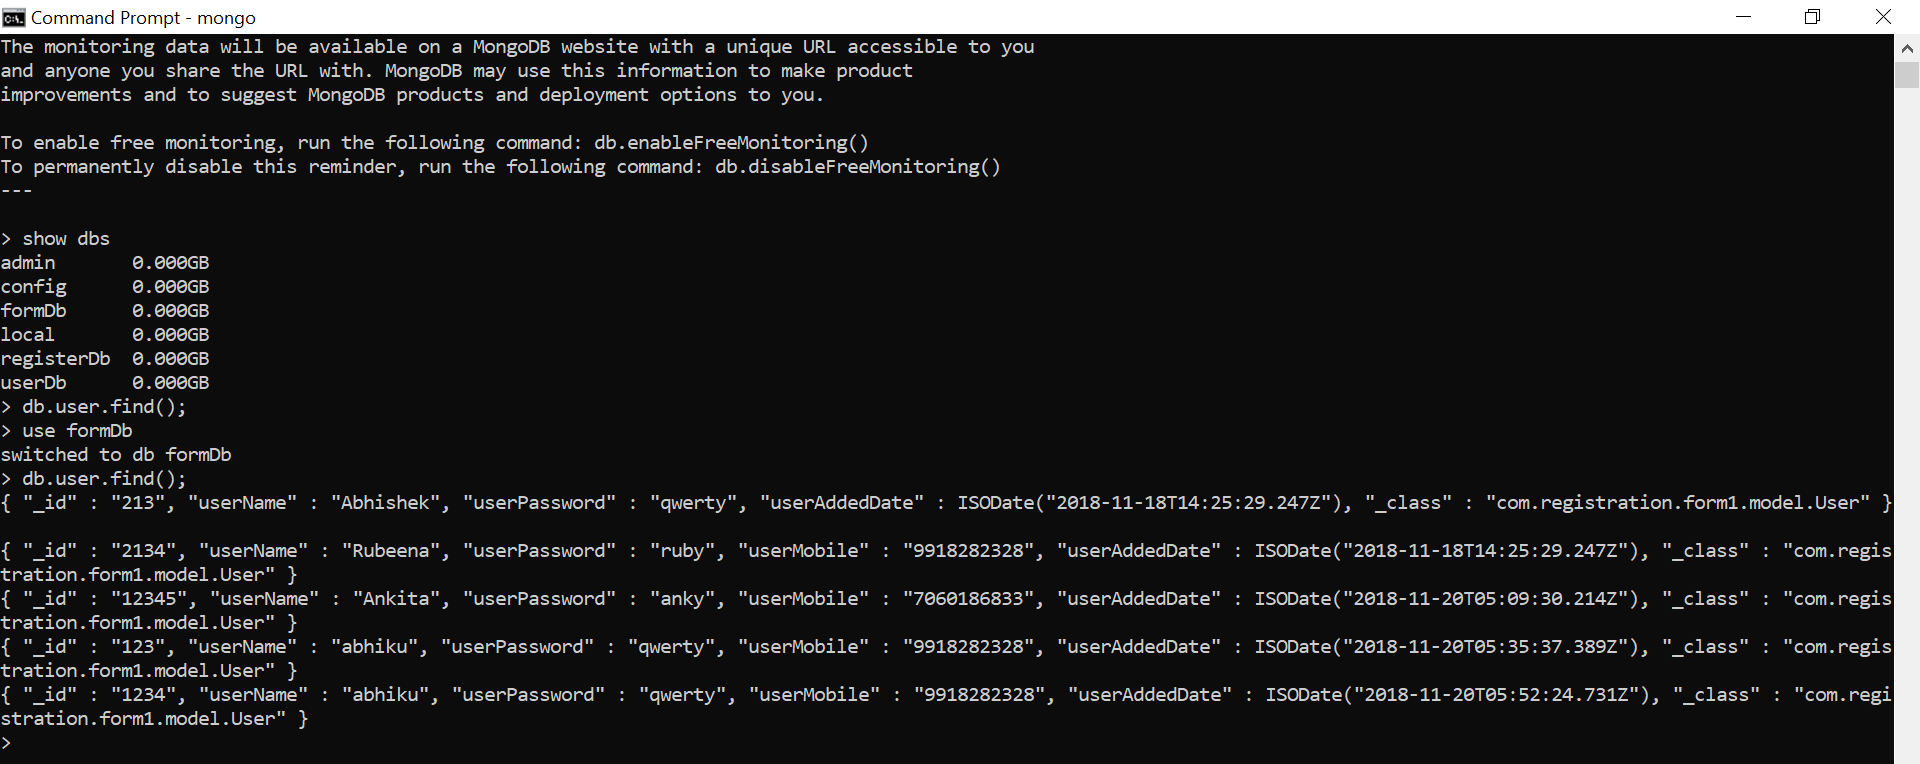 Command Prompt - mongo
The monitoring data will be available on a MongoDB website with a unique URL accessible to you
and anyone you share the URL with. MongoDB may use this information to make product
improvements and to suggest MongoDB products and deployment options to you.
To enable free monitoring, run the following command: db.enableFreeMonitoring()
To permanently disable this reminder, run the following command: db.disableFreeMonitoring()
---
> show dbs
admin       0.000GB
config      0.000GB
formDb      0.000GB
local       0.000GB
registerDb  0.000GB
userDb      0.000GB
> db.user.find();
> use formDb
switched to db formDb
> db.user.find();
{ "_id" : "213", "userName" : "Abhishek", "userPassword" : "qwerty", "userAddedDate" : ISODate("2018-11-18T14:25:29.247Z"), "_class" : "com.registration.form1.model.User" }
{ "_id" : "2134", "userName" : "Rubeena", "userPassword" : "ruby", "userMobile" : "9918282328", "userAddedDate" : ISODate("2018-11-18T14:25:29.247Z"), "_class" : "com.regis
tration.form1.model.User" }
{ "_id" : "12345", "userName" : "Ankita", "userPassword" : "anky", "userMobile" : "7060186833", "userAddedDate" : ISODate("2018-11-20T05:09:30.214Z"), "_class" : "com.regis
tration.form1.model.User" }
{ "_id" : "123", "userName" : "abhiku", "userPassword" : "qwerty", "userMobile" : "9918282328", "userAddedDate" : ISODate("2018-11-20T05:35:37.389Z"), "_class" : "com.regis
tration.form1.model.User" }
{ "_id" : "1234", "userName" : "abhiku", "userPassword" : "qwerty", "userMobile" : "9918282328", "userAddedDate" : ISODate("2018-11-20T05:52:24.731Z"), "_class" : "com.regi
stration.form1.model.User" }
>